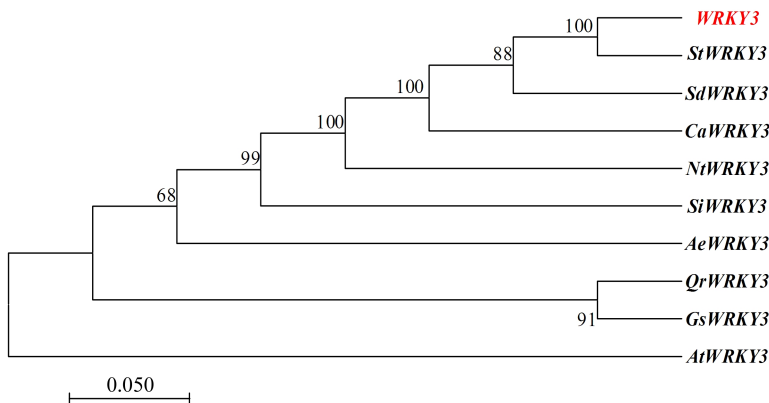 WRKY3
100
StWRKY3
88
SdWRKY3
100
CaWRKY3
100
NtWRKY3
99
SiWRKY3
68
AeWRKY3
QrWRKY3
GsWRKY3
91
AtWRKY3
0.050